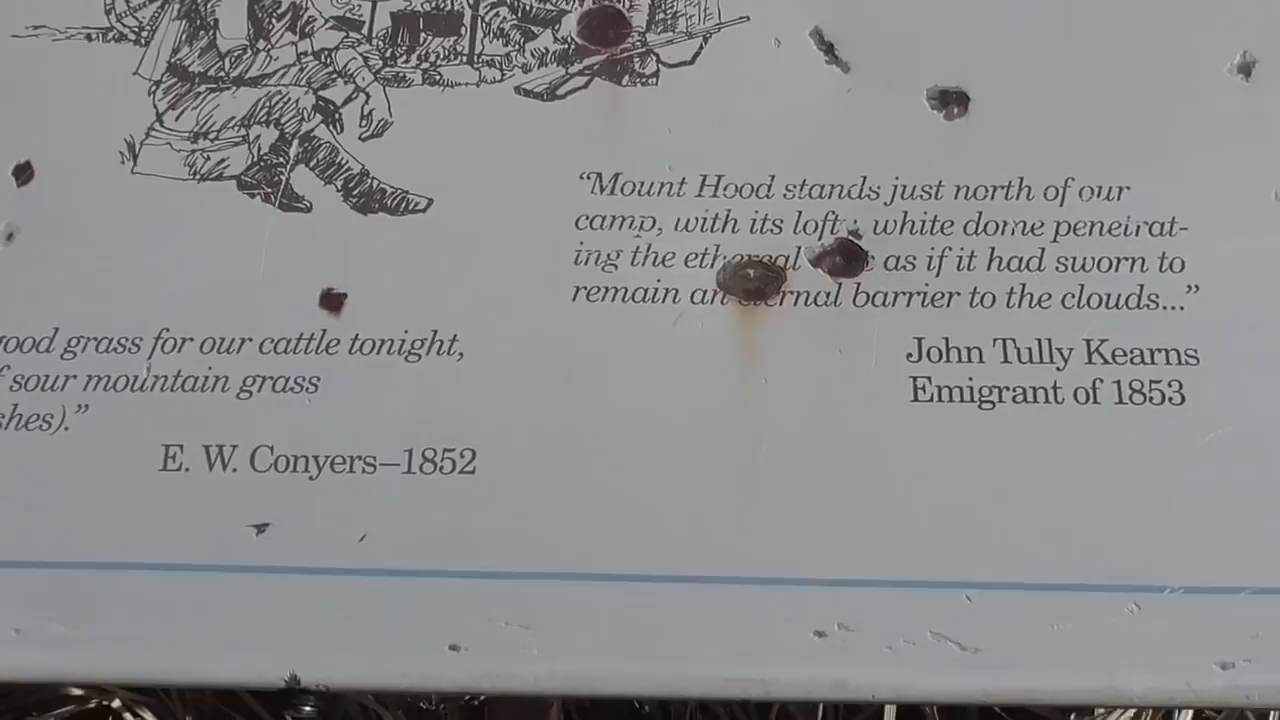 “Mount Hood stands just north of our
camp, with its lofty white dome penetrat-
ing the ethereal as if it had sworn to
remain an eternal barrier to the clouds...”
John Tully Kearns
Emigrant of 1853
good grass for our cattle tonight,
f sour mountain grass
shes).”
E. W. Conyers–1852